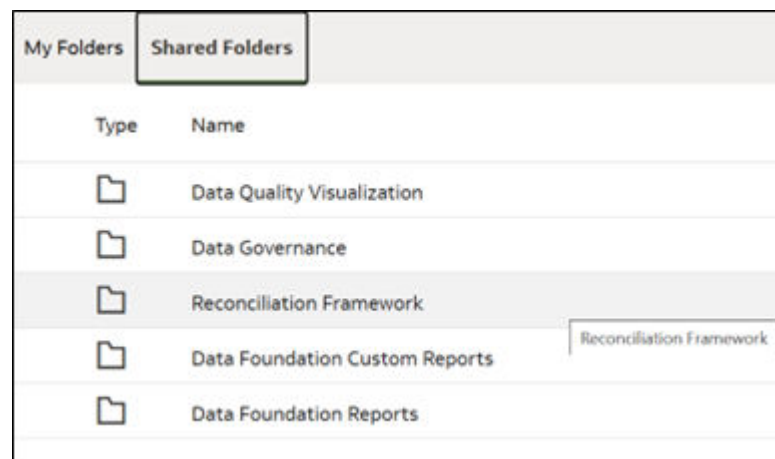 My Folders Shared Folders
Type Name
Data Quality Visualization
Data Governance
Reconciliation Framework
Reconciliation Framework
Data Foundation Custom Reports
Data Foundation Reports